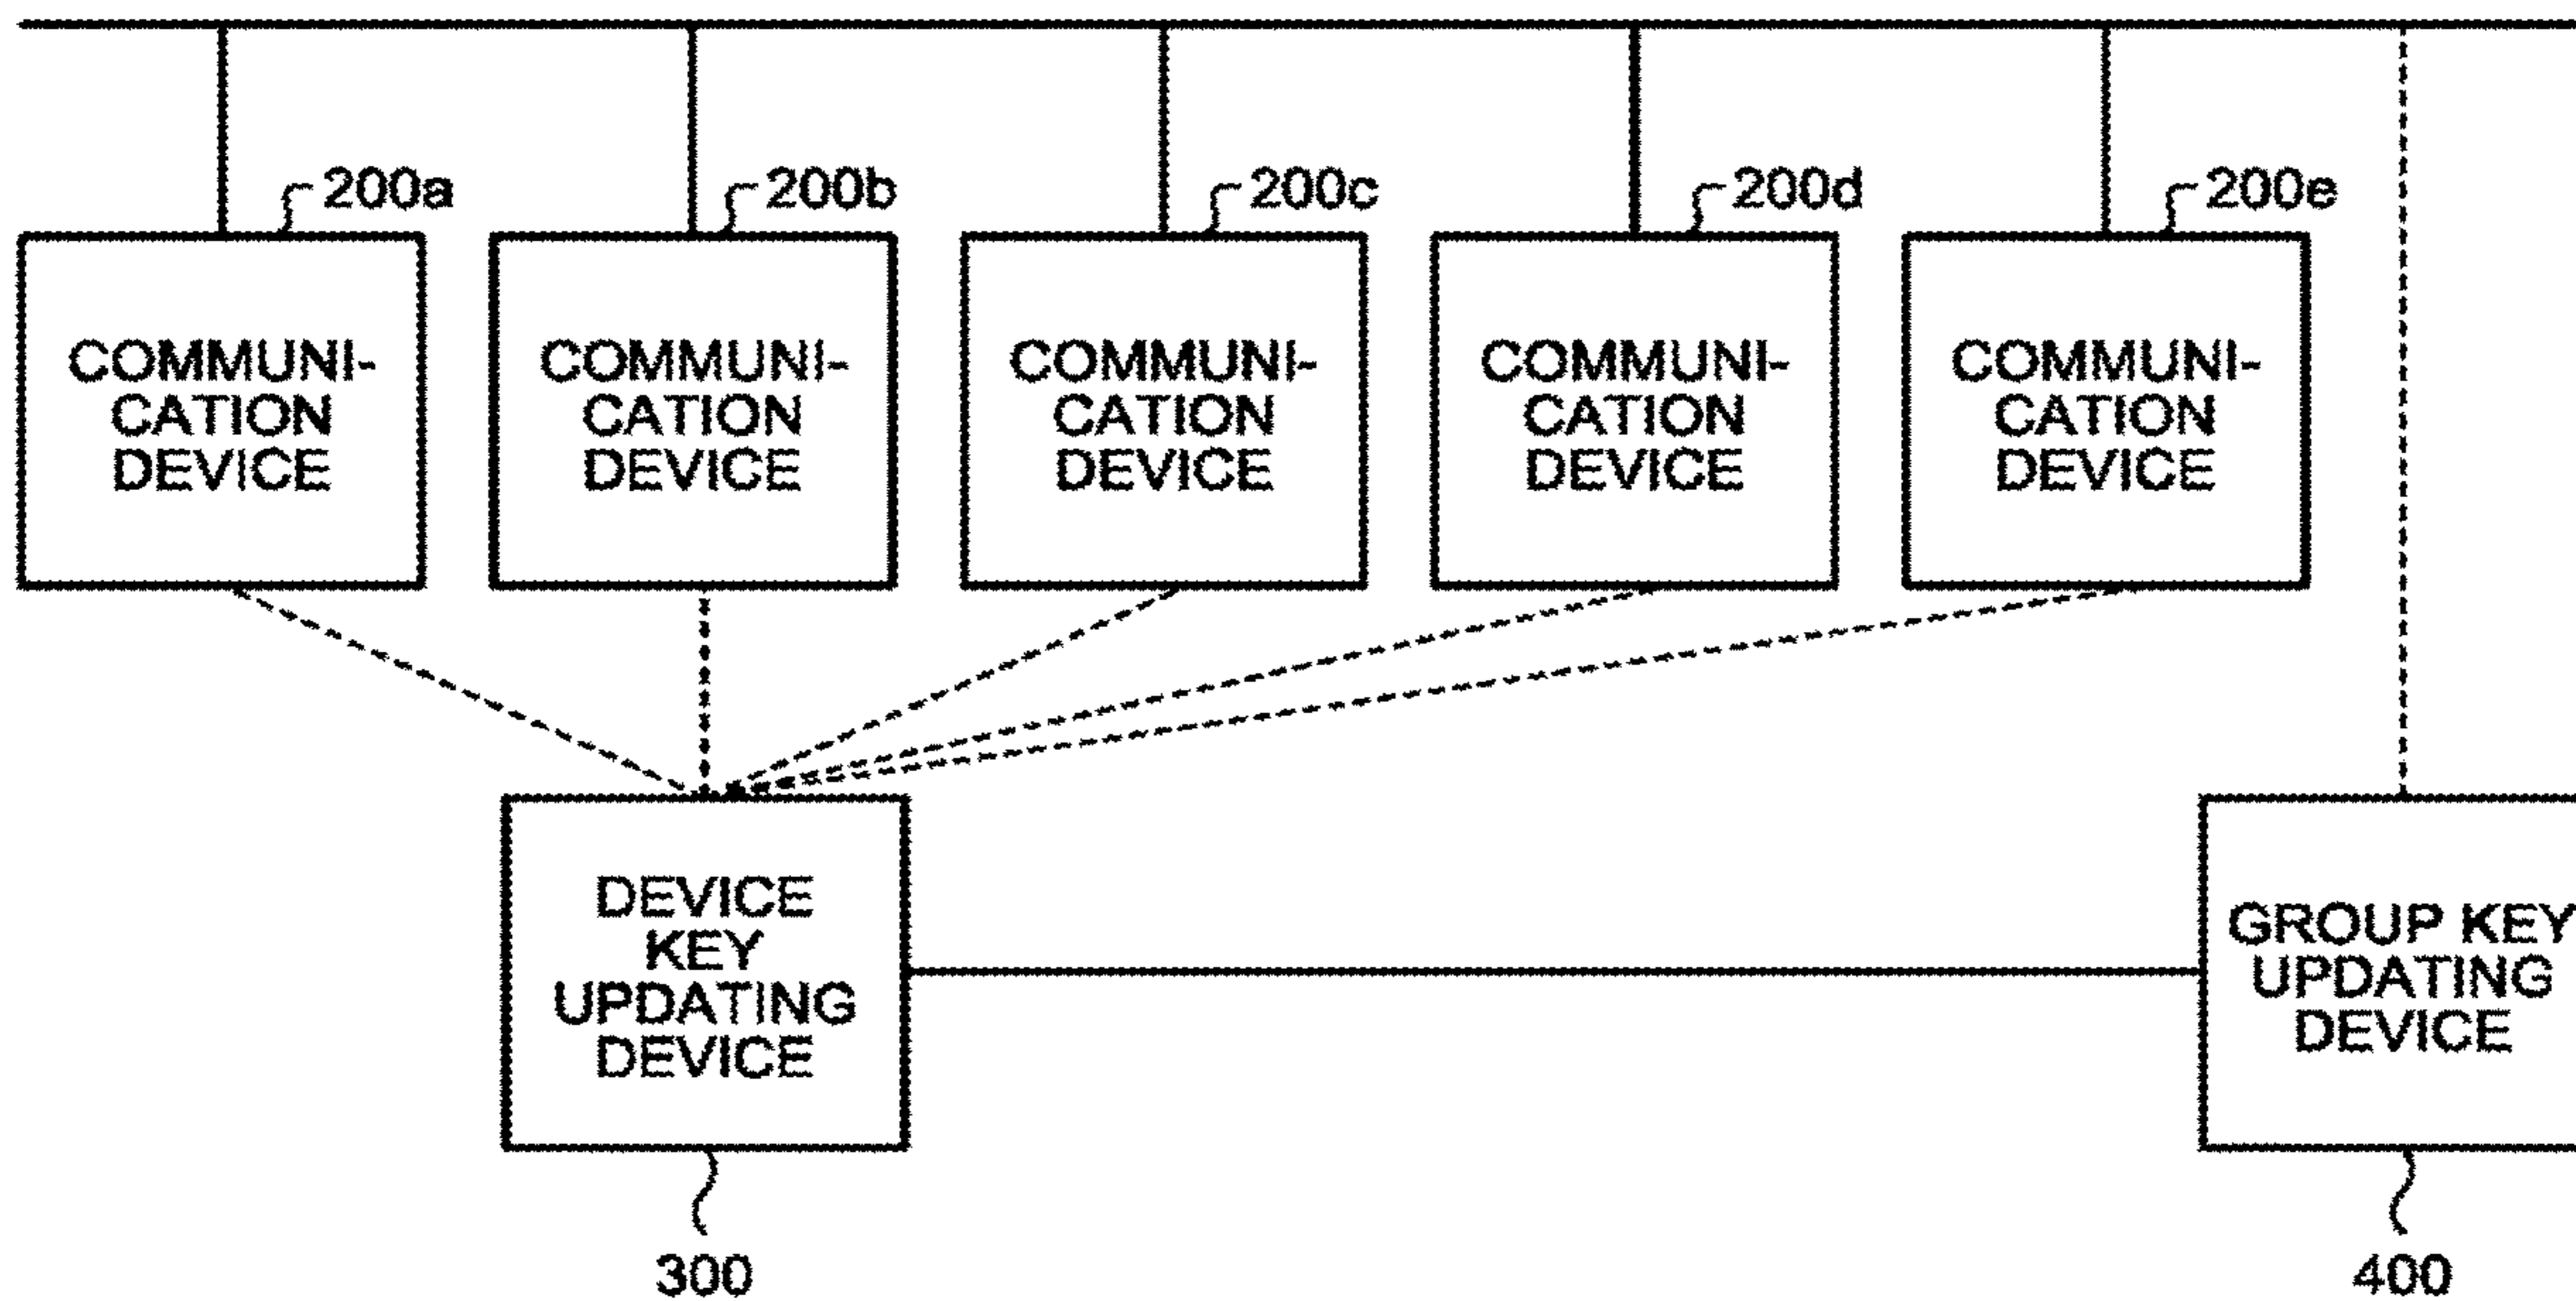 200a
200b
200c
200d
200e
COMMUNI-
CATION
DEVICE
COMMUNI-
CATION
DEVICE
COMMUNI-
CATION
DEVICE
COMMUNI-
CATION
DEVICE
COMMUNI-
CATION
DEVICE
DEVICE
KEY
UPDATING
DEVICE
GROUP KEY
UPDATING
DEVICE
300
400